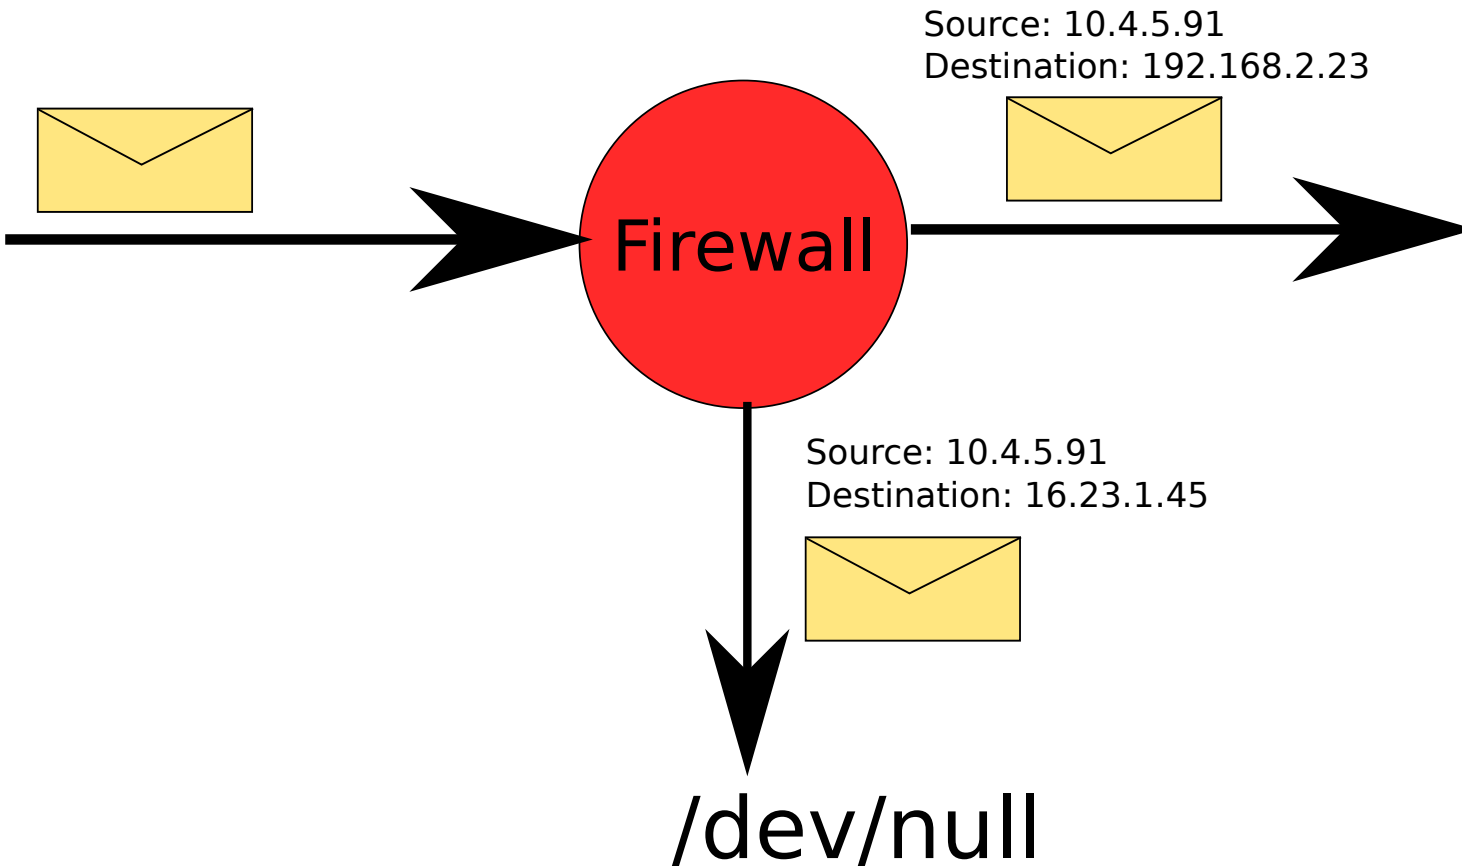 Source: 10.4.5.91
Destination: 192.168.2.23
Firewall
Source: 10.4.5.91
Destination: 16.23.1.45
/dev/null